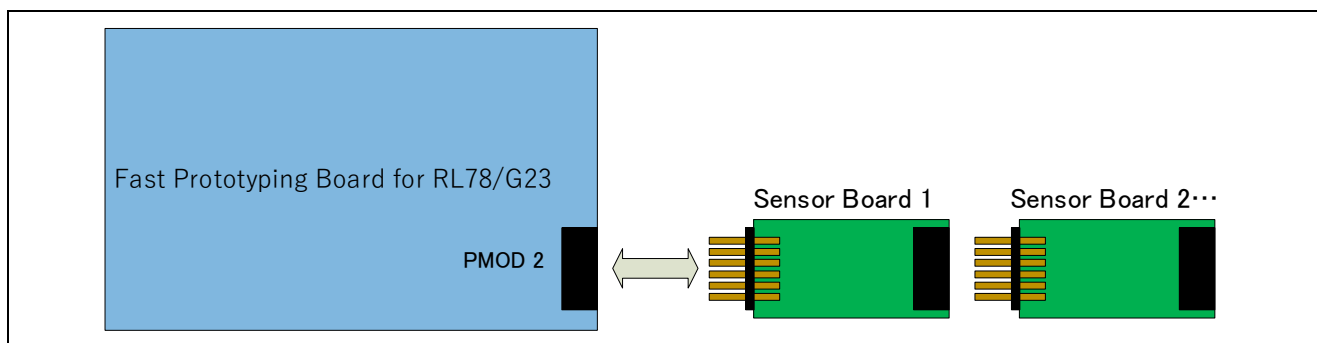 Fast Prototyping Board for RL78/G23
Sensor Board 1
Sensor Board 2⋯
PMOD 2